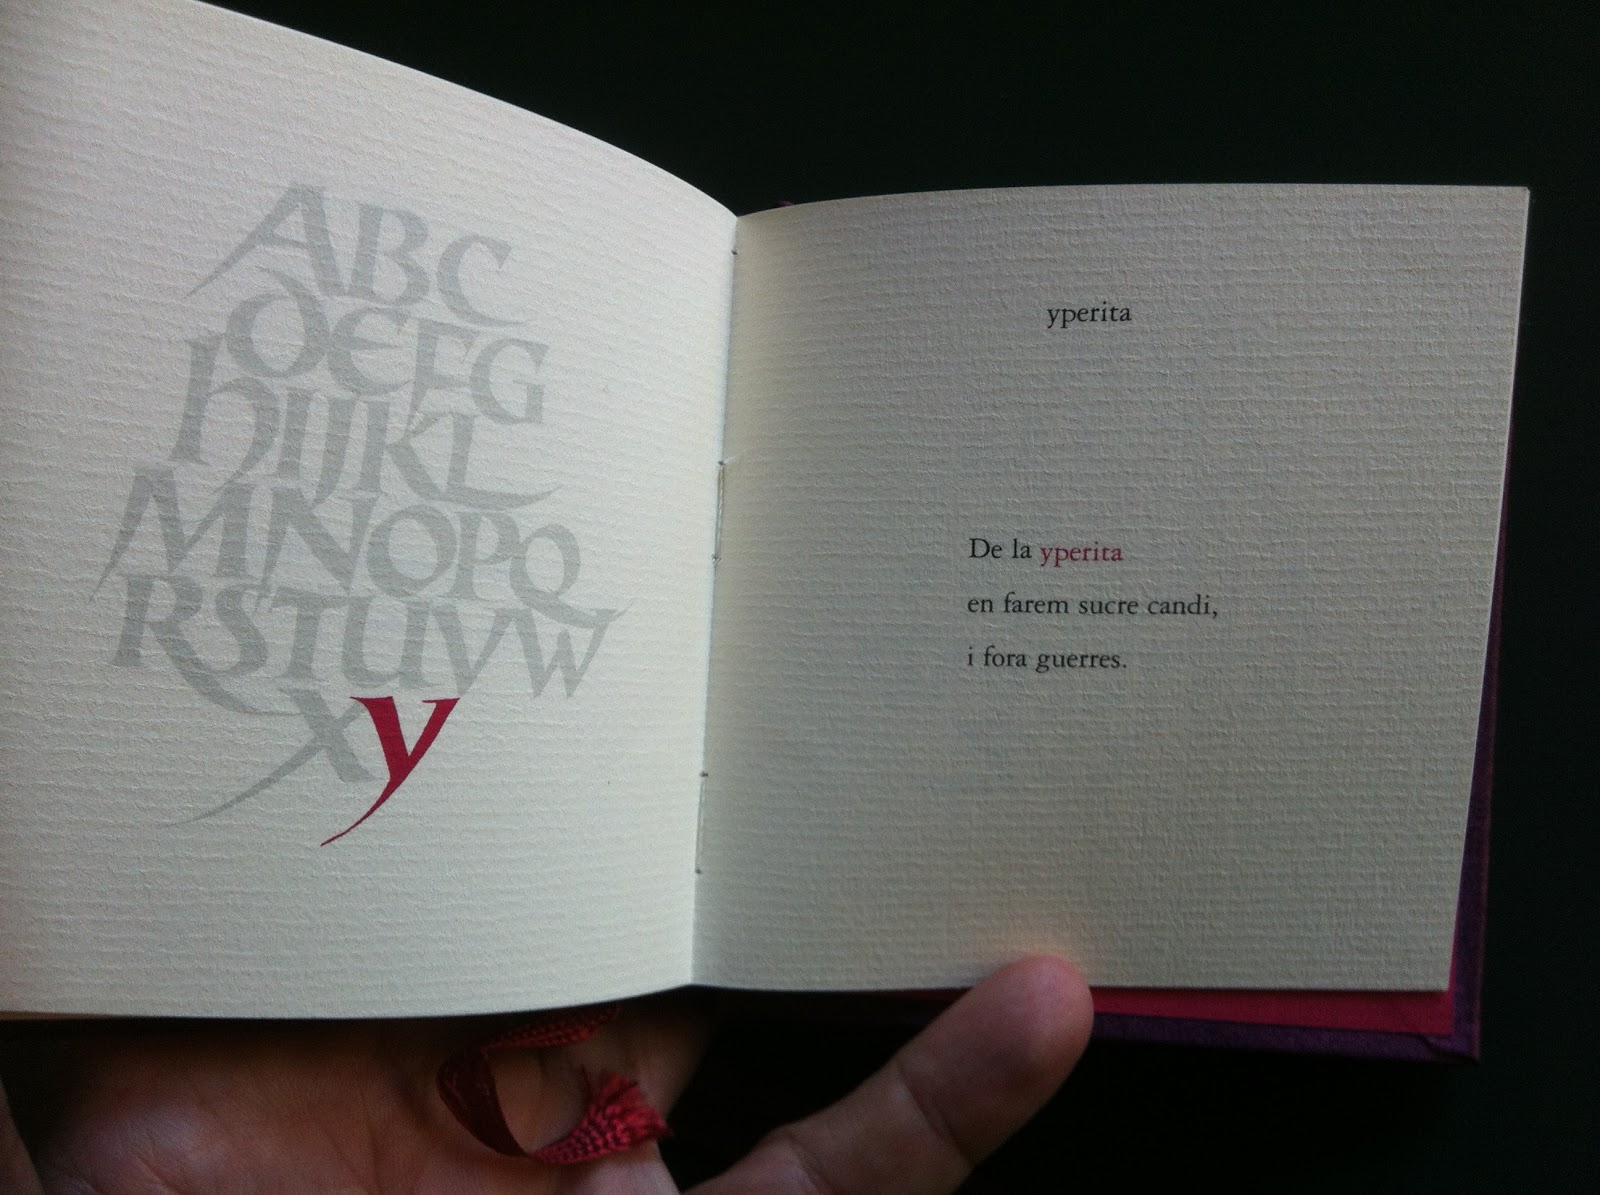 ABC
DEFG
hIJKL
MNOPQ
RSTUVW
Xy
yperita
De la yperita
en farem sucre candi,
i fora guerres.